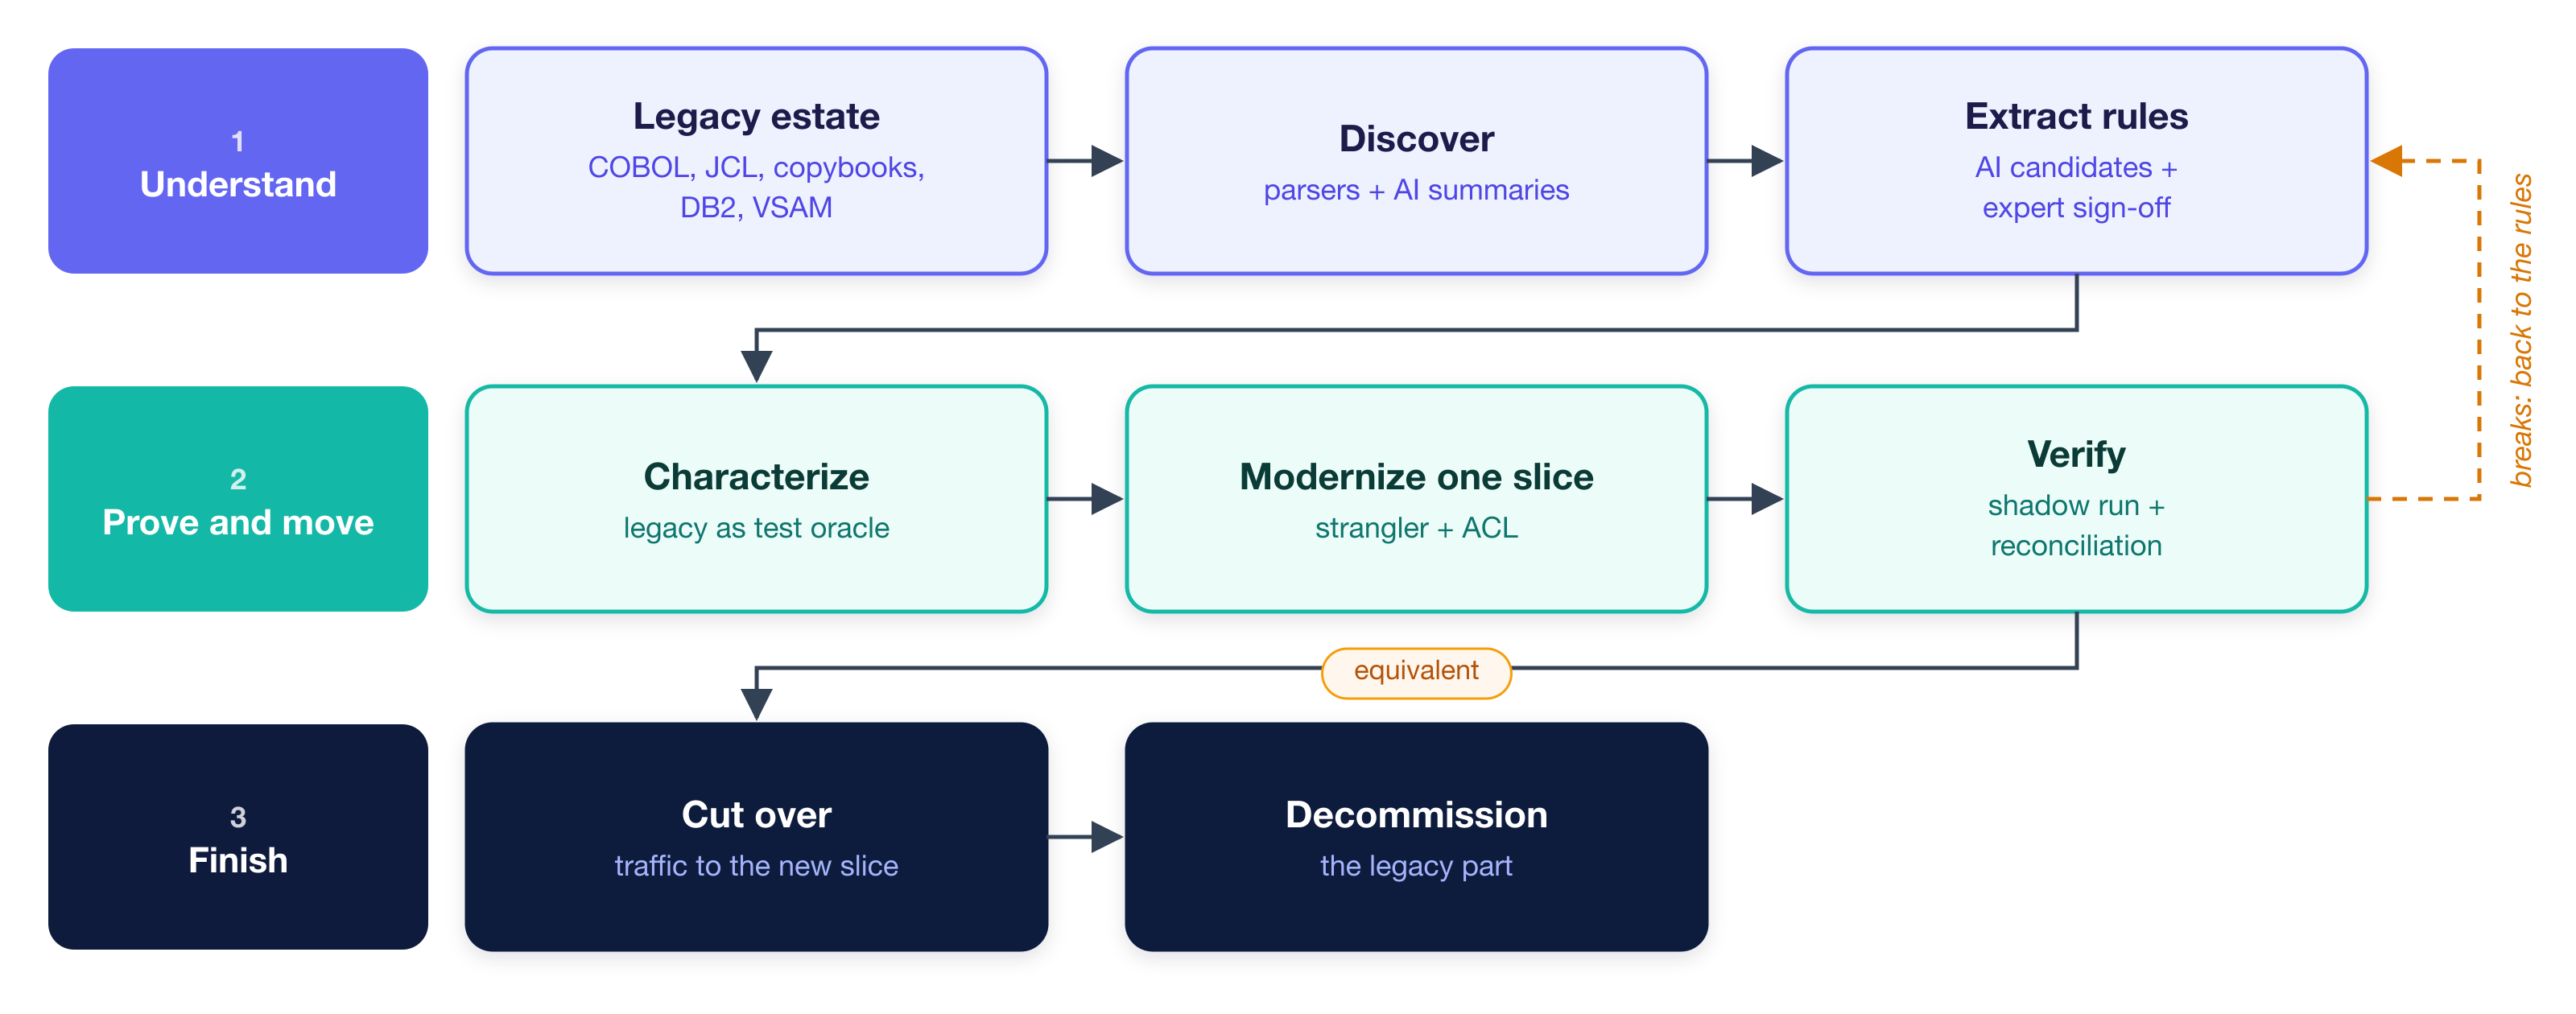 1
Understand
Legacy estate
COBOL, JCL, copybooks,
DB2, VSAM
Discover
parsers + AI summaries
Extract rules
AI candidates +
expert sign-off
breaks: back to the rules
2
Prove and move
Characterize
legacy as test oracle
Modernize one slice
strangler + ACL
Verify
shadow run +
reconciliation
equivalent
3
Finish
Cut over
traffic to the new slice
Decommission
the legacy part